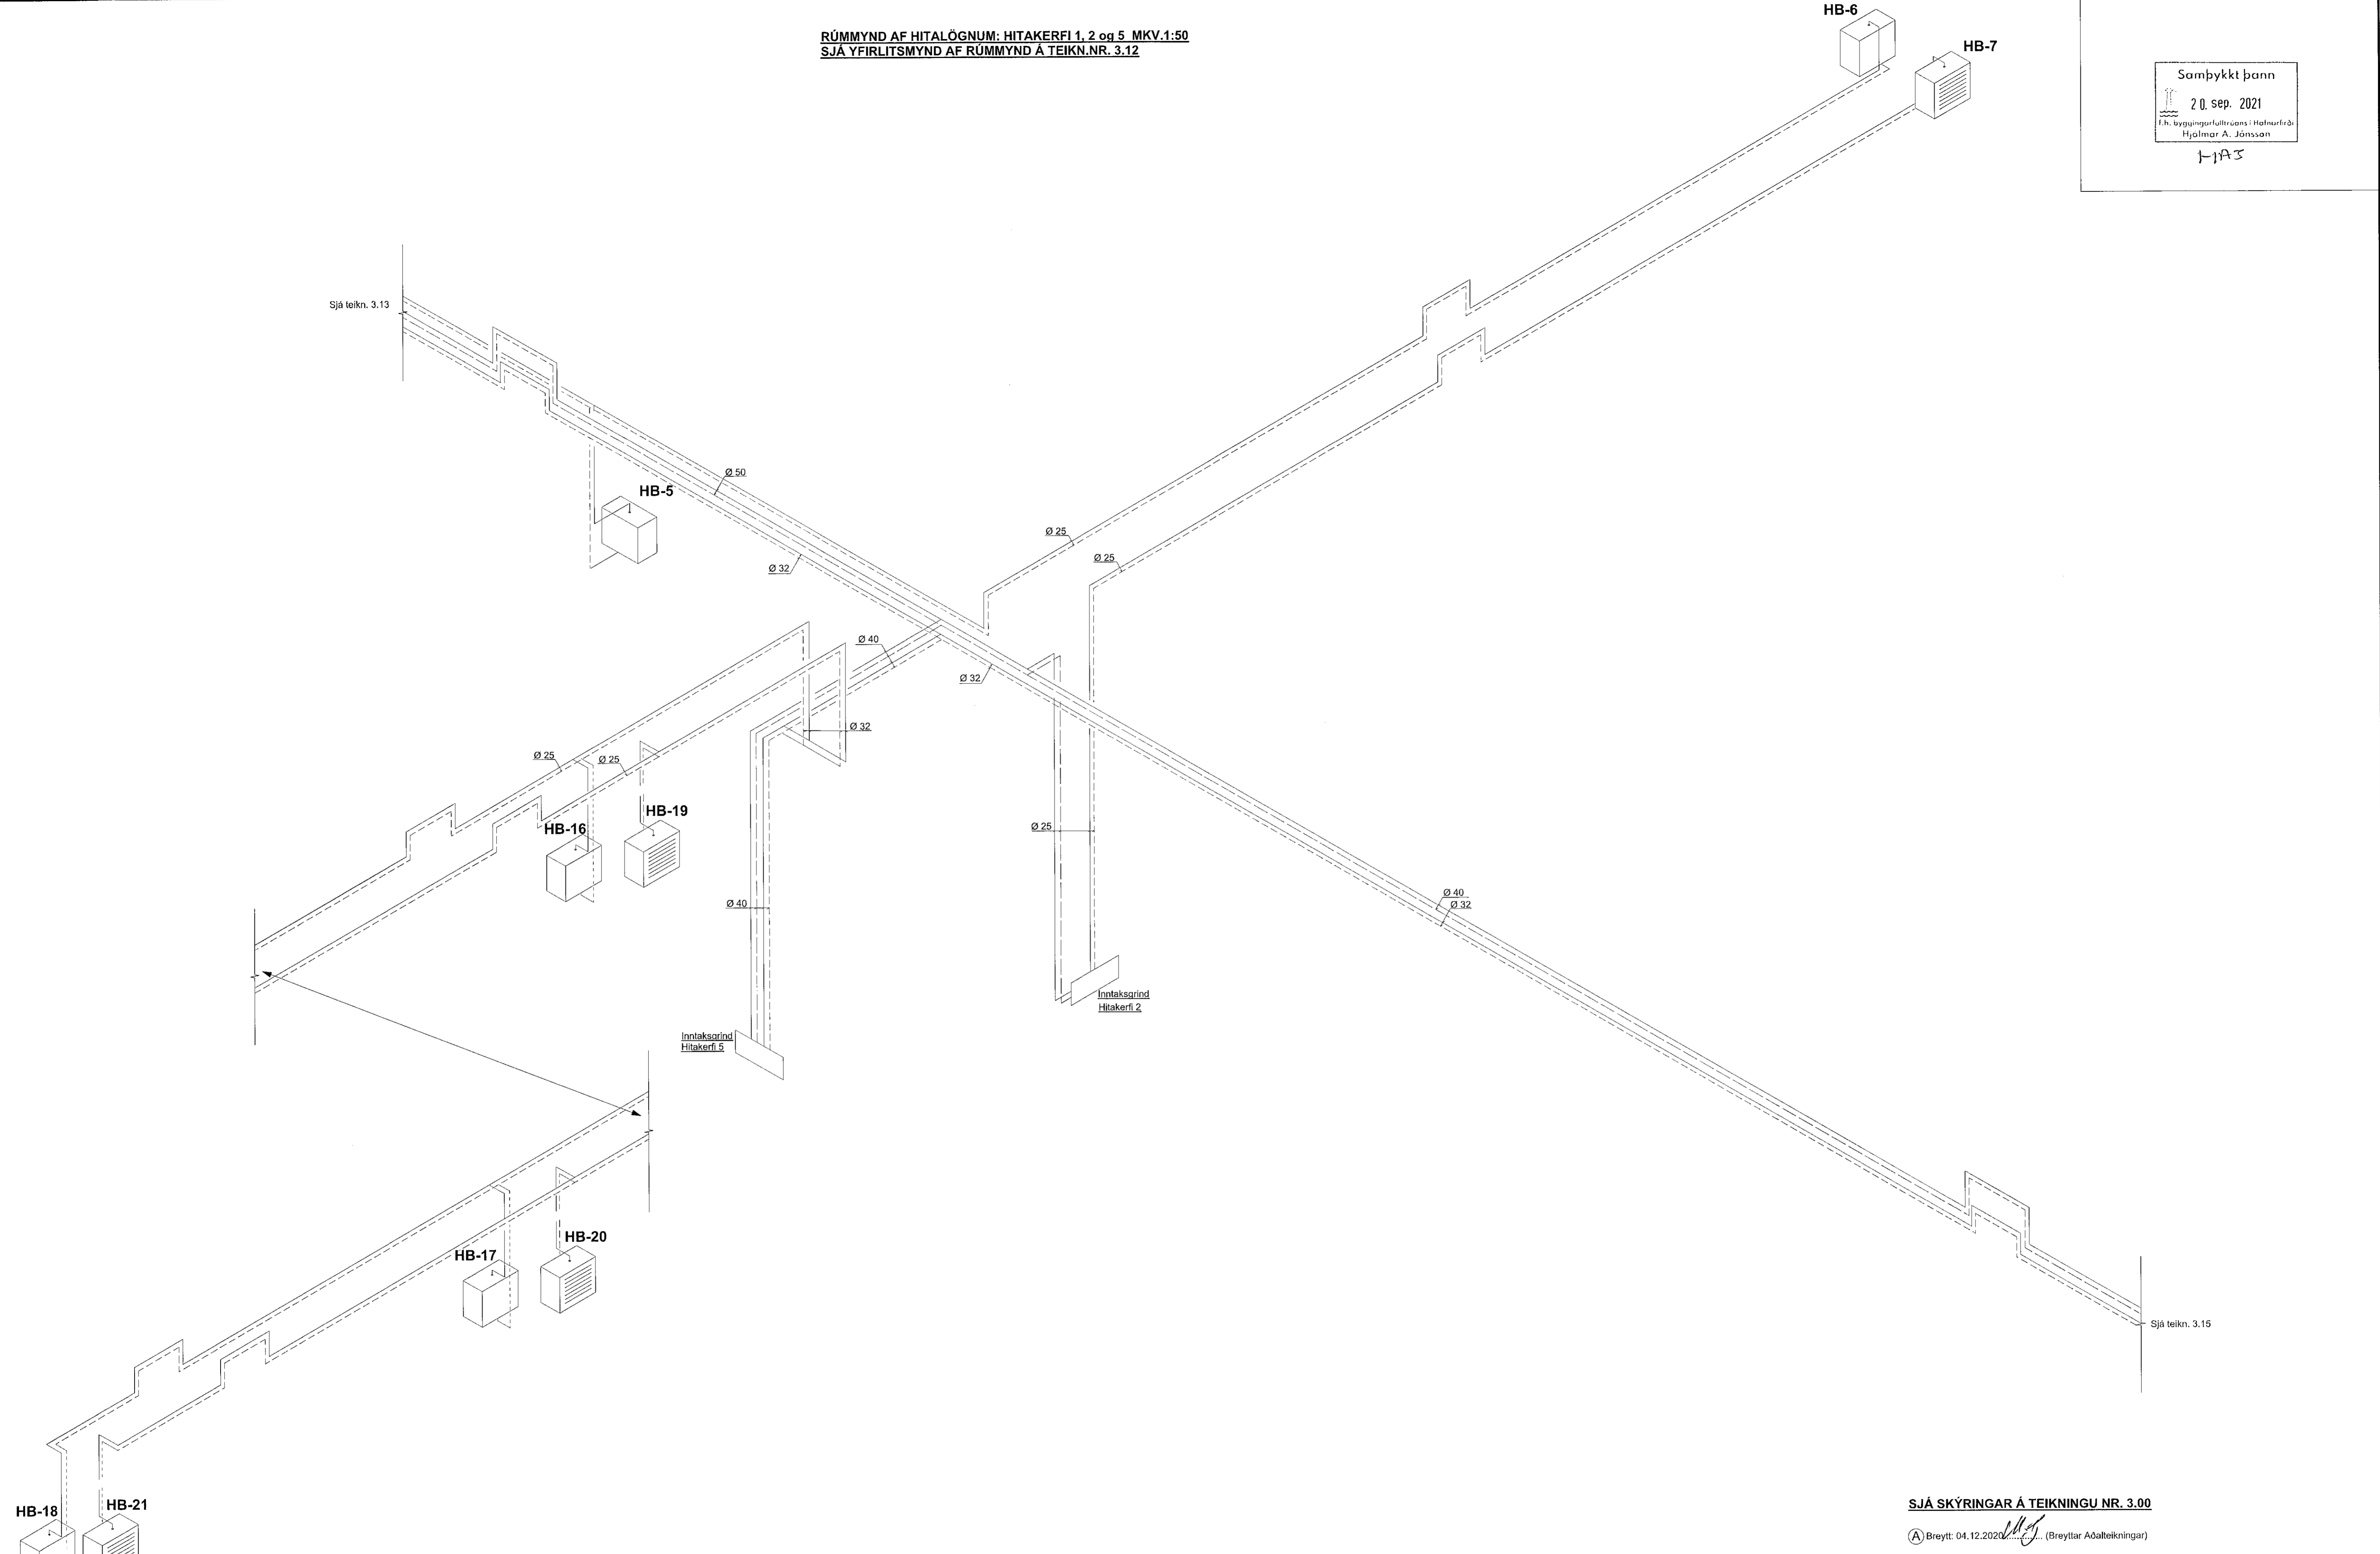 RÚMMYND AF HITALÖGNUM: HITAKERFI 1, 2 og 5 MKV.1:50
SJÁ YFIRLITSMYND AF RÚMMYND Á TEIKN.NR. 3.12
HB-6
HB-7
Samþykkt þann
20. sep. 2021
f.h. byggingarfulltrúans í Hafnarfirði
Hjálmar A. Jónsson
HAJ
Sjá teikn. 3.13
Ø 50
HB-5
Ø 32
Ø 25
Ø 25
Ø 40
Ø 32
Ø 32
Ø 25
Ø 25
HB-19
HB-16
Ø 25
Ø 40
Ø 40
Ø 32
Inntaksgrind
Hitakerfi 2
Inntaksgrind
Hitakerfi 5
HB-20
HB-17
Sjá teikn. 3.15
HB-21
HB-18
SJÁ SKÝRINGAR Á TEIKNINGU NR. 3.00
A Breytt: 04.12.2020 (Breyttar Aðalteikningar)